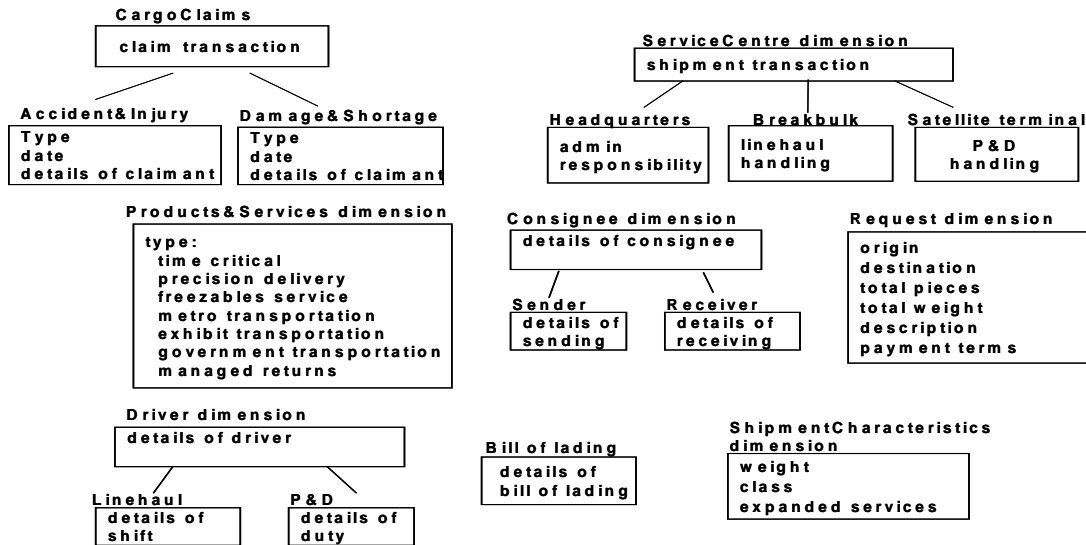 CargoClaims
claim transaction
Accident&Injury
Type
date
details of claimant
Damage&Shortage
Type
date
details of claimant
ServiceCentre dimension
shipment transaction
Headquarters
admin
responsibility
Breakbulk
linehaul
handling
Satellite terminal
P&D
handling
Products&Services dimension
type:
time critical
precision delivery
freezables service
metro transportation
exhibit transportation
government transportation
managed returns
Consignee dimension
details of consignee
Sender
details of
sending
Receiver
details of
receiving
Request dimension
origin
destination
total pieces
total weight
description
payment terms
Driver dimension
details of driver
Linehaul
details of
shift
P&D
details of
duty
Bill of lading
details of
bill of lading
ShipmentCharacteristics
dimension
weight
class
expanded services